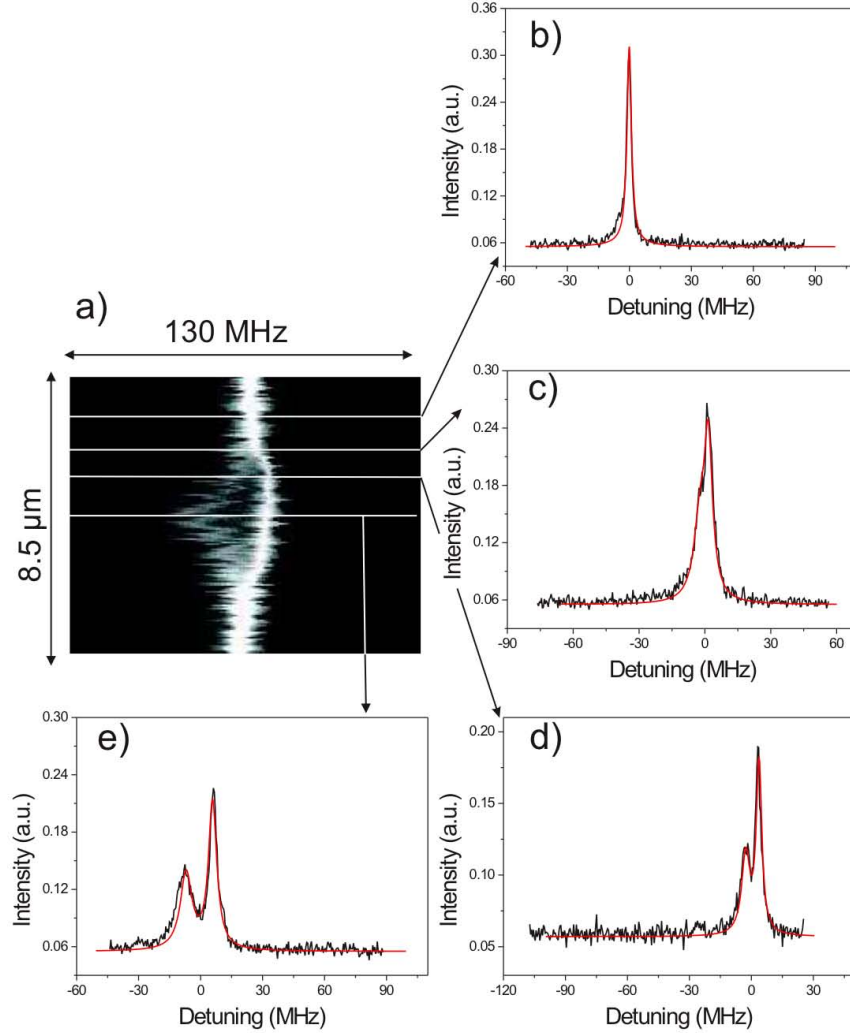 a)
130 MHz
8.5 µm
b)
0.36
0.30
0.24
0.18
0.12
0.06
Intensity (a.u.)
-60 -30 0 30 60 90
Detuning (MHz)
c)
0.30
0.24
0.18
0.12
0.06
Intensity (a.u.)
-90 -60 -30 0 30 60
Detuning (MHz)
e)
0.30
0.24
0.18
0.12
0.06
Intensity (a.u.)
-60 -30 0 30 60 90
Detuning (MHz)
d)
0.20
0.15
0.10
0.05
Intensity (a.u.)
-120 -90 -60 -30 0 30
Detuning (MHz)